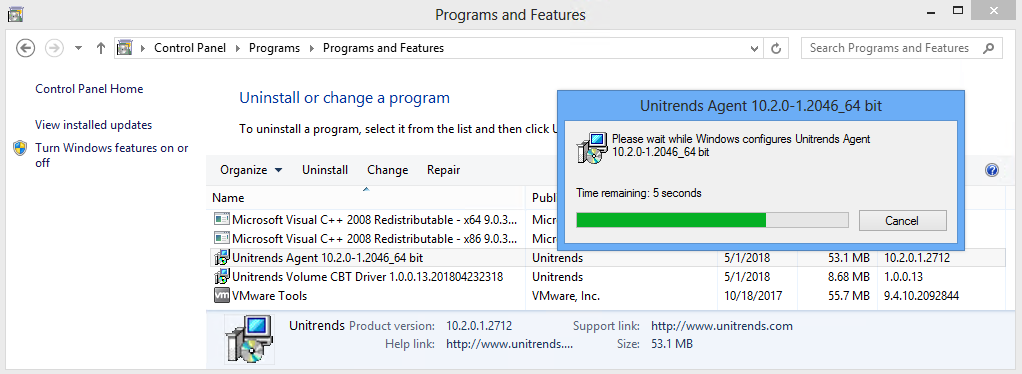 Programs and Features
Control Panel Programs Programs and Features
Search Programs and Features
Control Panel Home
View installed updates
Turn Windows features on or
off
Uninstall or change a program
To uninstall a program, select it from the list and then click U
Organize Uninstall Change Repair
Name Publ
Microsoft Visual C++ 2008 Redistributable - x64 9.0.3... Micr
Microsoft Visual C++ 2008 Redistributable - x86 9.0.3... Micr
Unitrends Agent 10.2.0-1.2046_64 bit Unitrends 5/1/2018 53.1 MB 10.2.0.1.2712
Unitrends Volume CBT Driver 1.0.0.13.201804232318 Unitrends 5/1/2018 8.68 MB 1.0.0.13
vm VMware Tools VMware, Inc. 10/18/2017 55.7 MB 9.4.10.2092844
Unitrends Product version: 10.2.0.1.2712 Support link: http://www.unitrends.com
Help link: http://www.unitrends.... Size: 53.1 MB
Unitrends Agent 10.2.0-1.2046_64 bit
Please wait while Windows configures Unitrends Agent
10.2.0-1.2046_64 bit
Time remaining: 5 seconds
Cancel